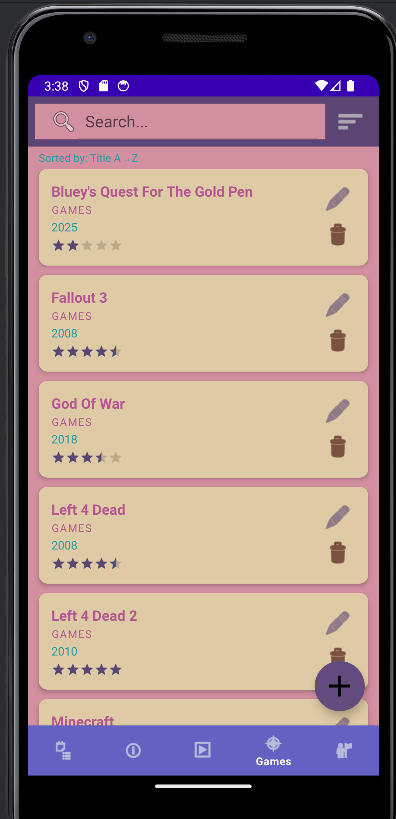 3:38
Search...
Sorted by: Title A→Z
Bluey's Quest For The Gold Pen
GAMES
2025
Fallout 3
GAMES
2008
God Of War
GAMES
2018
Left 4 Dead
GAMES
2008
Left 4 Dead 2
GAMES
2010
Minecraft
Games